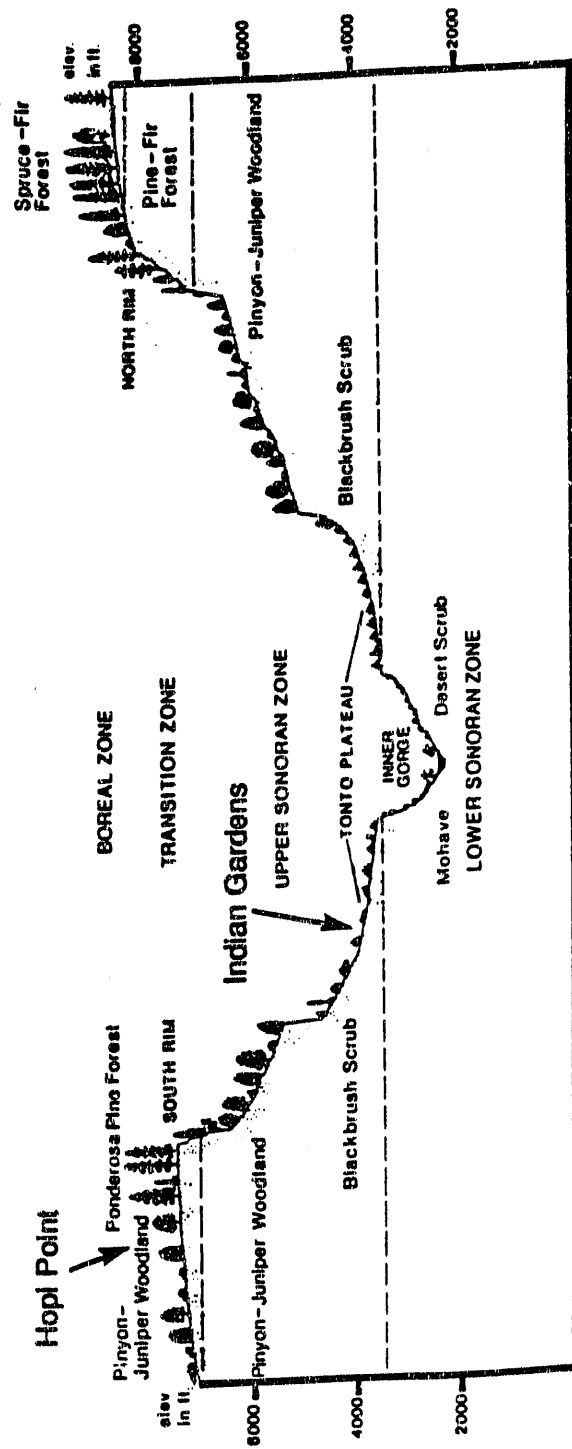 Hopi Point
Pinyon-
Juniper Woodland
Ponderosa Pine Forest
SOUTH RIM
elev
in ft.
6000
4000
2000
Pinyon-Juniper Woodland
Blackbrush Scrub
Indian Gardens
BOREAL ZONE
TRANSITION ZONE
UPPER SONORAN ZONE
TONTO PLATEAU
INNER
GORGE
Mohave Desert Scrub
LOWER SONORAN ZONE
Blackbrush Scrub
Pinyon-Juniper Woodland
NORTH RIM
Spruce-Fir
Forest
Pine-Fir
Forest
elev.
in ft.
8000
6000
4000
2000